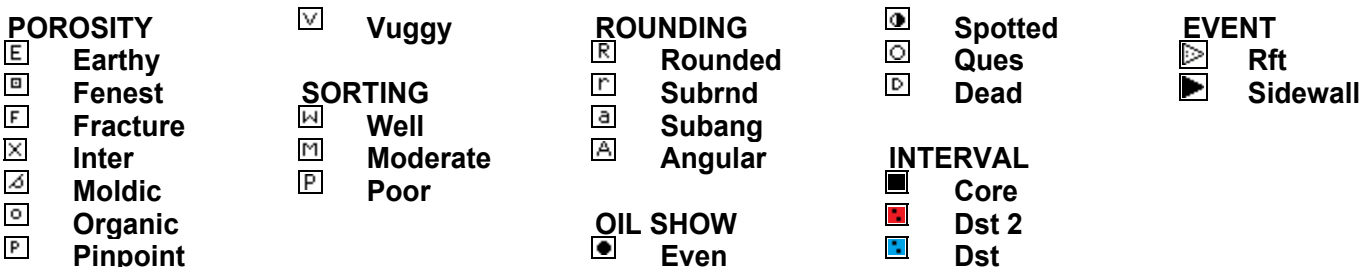 POROSITY
E Earthy
Fenest
F Fracture
X Inter
Moldic
o Organic
P Pinpoint
V Vuggy
SORTING
W Well
M Moderate
P Poor
ROUNDING
R Rounded
r Subrnd
a Subang
A Angular
OIL SHOW
Even
Spotted
Ques
D Dead
INTERVAL
Core
Dst 2
Dst
EVENT
Rft
Sidewall